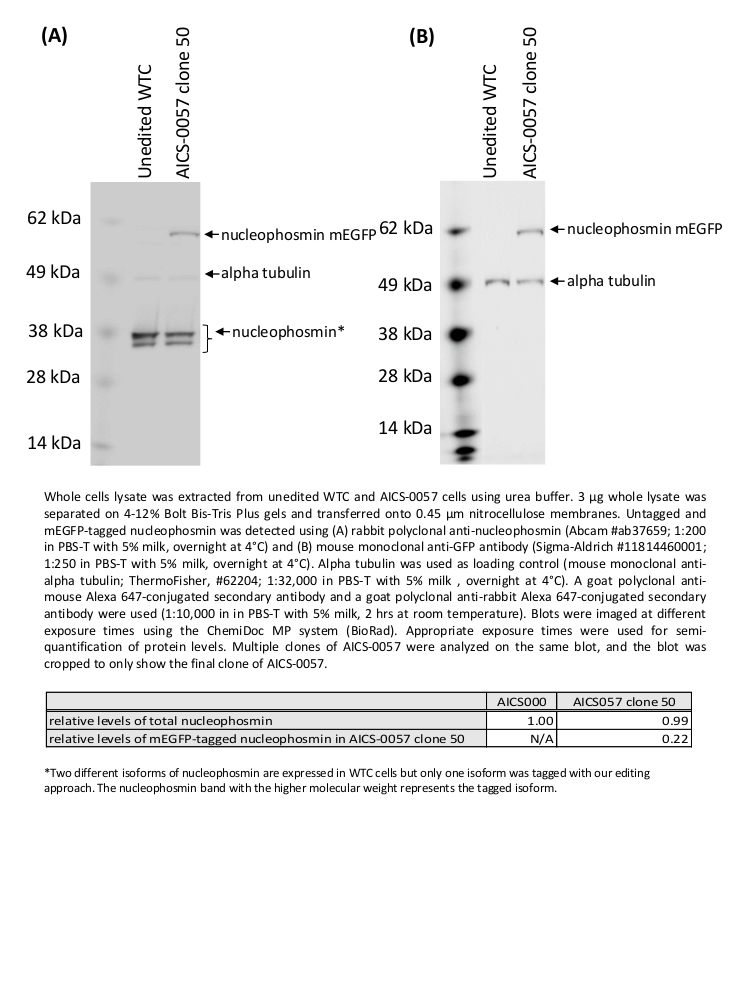 (A)
Unedited WTC
AICS-0057 clone 50
62 kDa
49 kDa
38 kDa
28 kDa
14 kDa
nucleophosmin mEGFP
alpha tubulin
nucleophosmin*
(B)
Unedited WTC
AICS-0057 clone 50
62 kDa
49 kDa
38 kDa
28 kDa
14 kDa
nucleophosmin mEGFP
alpha tubulin
Whole cells lysate was extracted from unedited WTC and AICS-0057 cells using urea buffer. 3 µg whole lysate was
separated on 4-12% Bolt Bis-Tris Plus gels and transferred onto 0.45 µm nitrocellulose membranes. Untagged and
mEGFP-tagged nucleophosmin was detected using (A) rabbit polyclonal anti-nucleophosmin (Abcam #ab37659; 1:200
in PBS-T with 5% milk, overnight at 4°C) and (B) mouse monoclonal anti-GFP antibody (Sigma-Aldrich #11814460001;
1:250 in PBS-T with 5% milk, overnight at 4°C). Alpha tubulin was used as loading control (mouse monoclonal anti-
alpha tubulin; ThermoFisher, #62204; 1:32,000 in PBS-T with 5% milk , overnight at 4°C). A goat polyclonal anti-
mouse Alexa 647-conjugated secondary antibody and a goat polyclonal anti-rabbit Alexa 647-conjugated secondary
antibody were used (1:10,000 in in PBS-T with 5% milk, 2 hrs at room temperature). Blots were imaged at different
exposure times using the ChemiDoc MP system (BioRad). Appropriate exposure times were used for semi-
quantification of protein levels. Multiple clones of AICS-0057 were analyzed on the same blot, and the blot was
cropped to only show the final clone of AICS-0057.
AICS000 AICS057 clone 50
relative levels of total nucleophosmin 1.00 0.99
relative levels of mEGFP-tagged nucleophosmin in AICS-0057 clone 50 N/A 0.22
*Two different isoforms of nucleophosmin are expressed in WTC cells but only one isoform was tagged with our editing
approach. The nucleophosmin band with the higher molecular weight represents the tagged isoform.